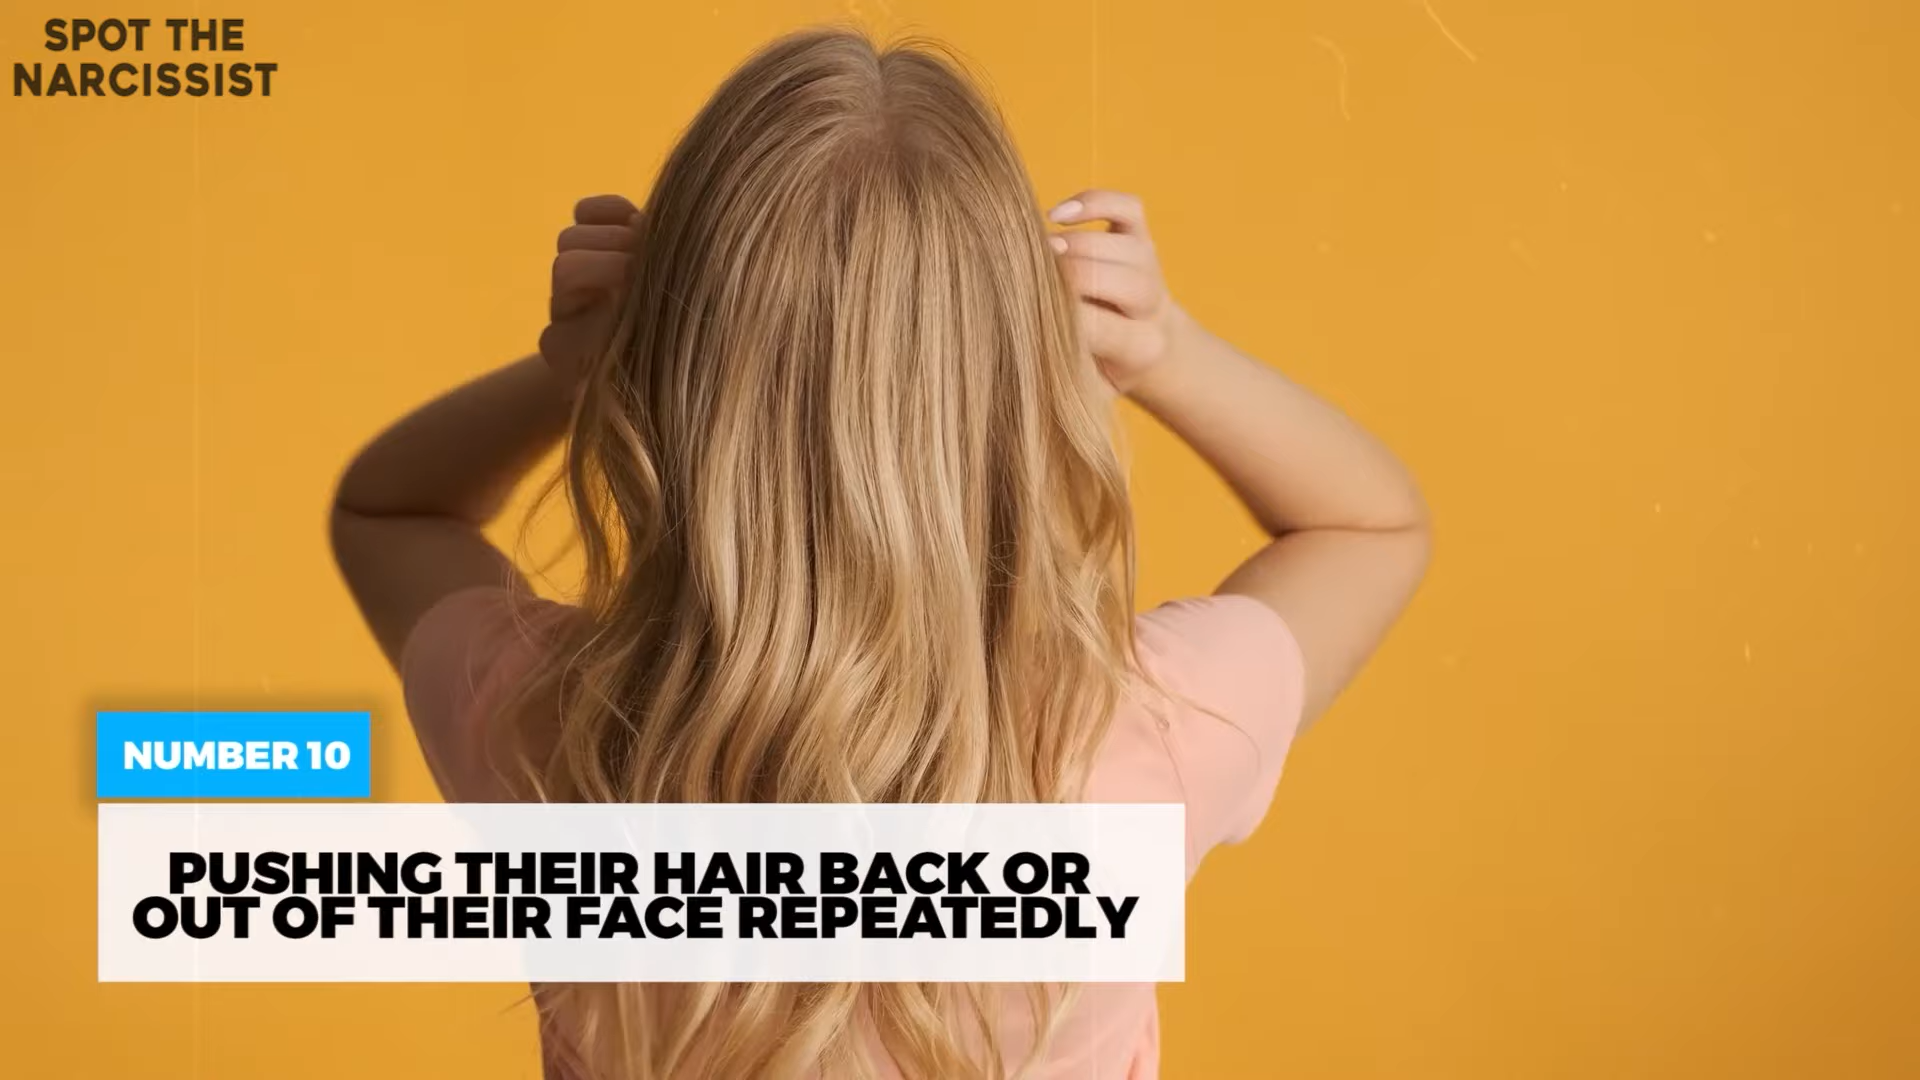 SPOT THE
NARCISSIST
NUMBER 10
PUSHING THEIR HAIR BACK OR
OUT OF THEIR FACE REPEATEDLY